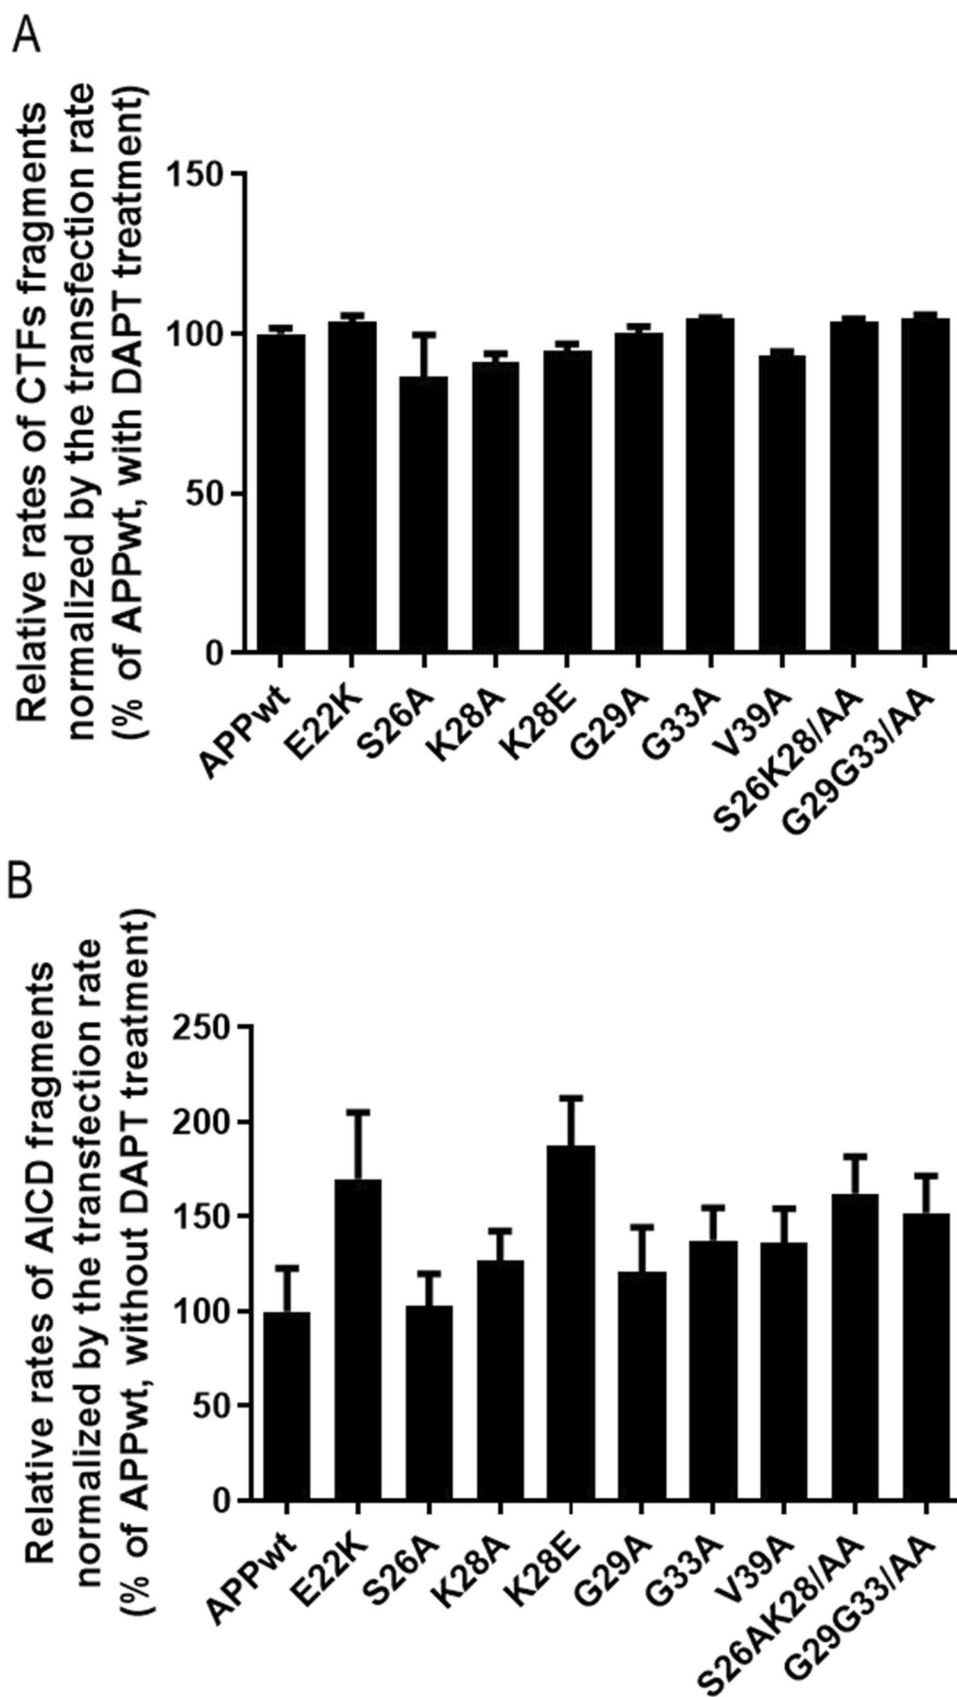 A
Relative rates of CTFs fragments
normalized by the transfection rate
(% of APPwt, with DAPT treatment)
150
100
50
0
APPwt
E22K
S26A
K28A
K28E
G29A
G33A
V39A
S26K28/AA
G29G33/AA
B
Relative rates of AICD fragments
normalized by the transfection rate
(% of APPwt, without DAPT treatment)
250
200
150
100
50
0
APPwt
E22K
S26A
K28A
K28E
G29A
G33A
V39A
S26AK28/AA
G29G33/AA